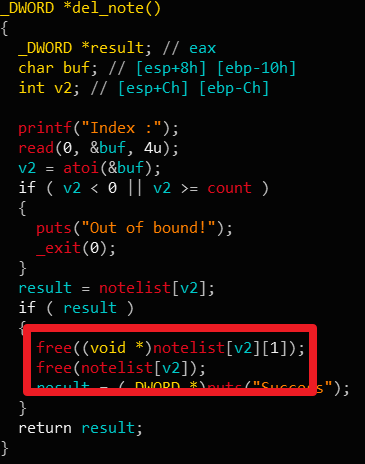 _DWORD *del_note()
{
_DWORD *result; // eax
char buf; // [esp+8h] [ebp-10h]
int v2; // [esp+Ch] [ebp-Ch]
printf("Index :");
read(0, &buf, 4u);
v2 = atoi(&buf);
if ( v2 < 0 || v2 >= count )
{
puts("Out of bound!");
_exit(0);
}
result = notelist[v2];
if ( result )
{
free((void *)notelist[v2][1]);
free(notelist[v2]);
result = (_DWORD *)puts("Success");
}
return result;
}